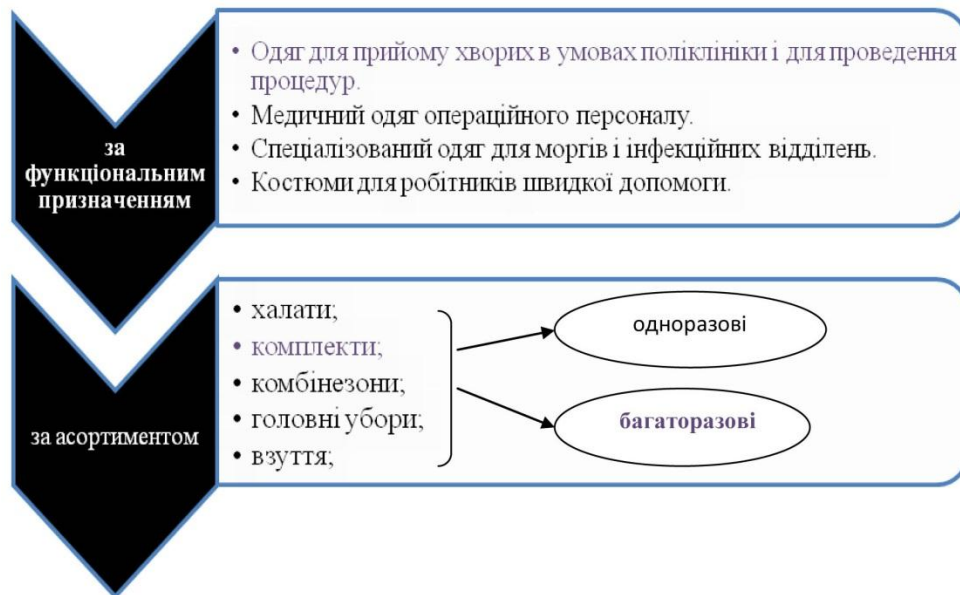 за
функціональним
призначенням
• Одяг для прийому хворих в умовах поліклініки і для проведення
процедур.
• Медичний одяг операційного персоналу.
• Спеціалізований одяг для моргів і інфекційних відділень.
• Костюми для робітників швидкої допомоги.
за асортиментом
• халати;
• комплекти;
• комбінезони;
• головні убори;
• взуття;
одноразові
багаторазові